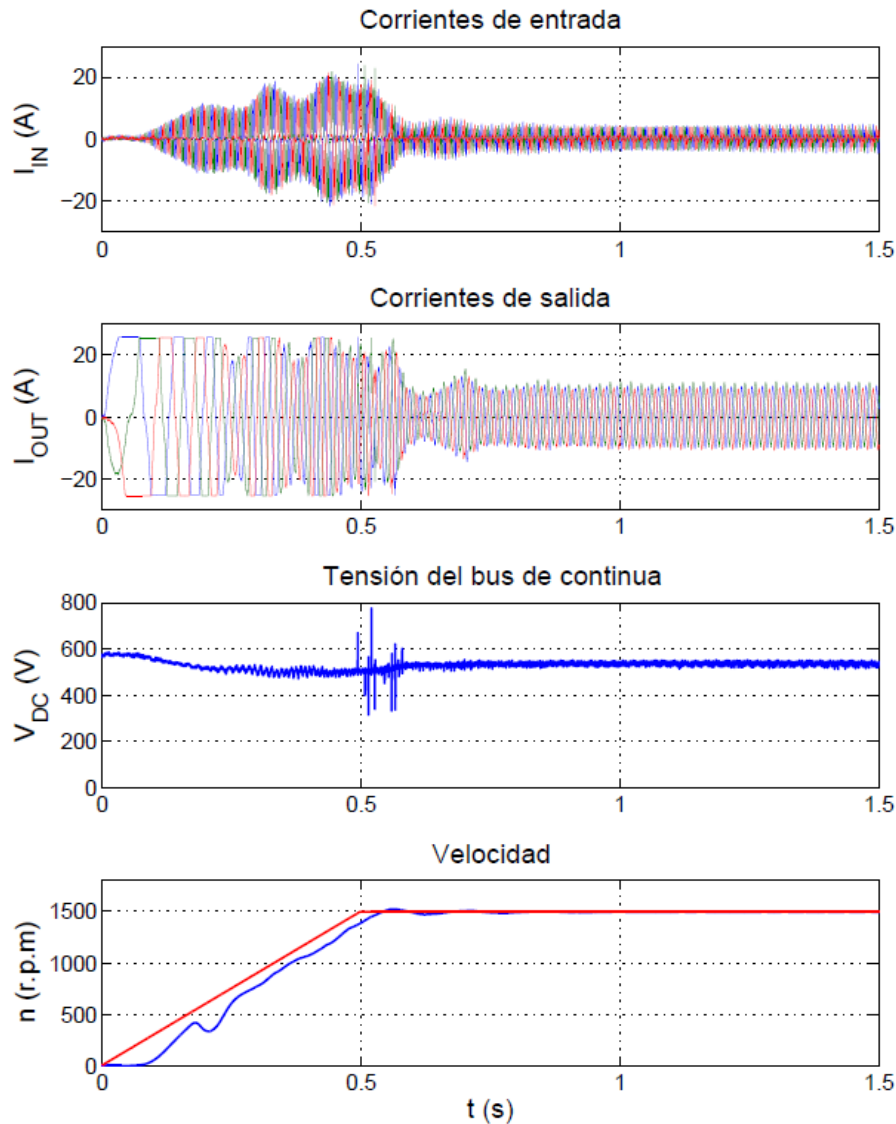 Corrientes de entrada
I_IN (A)
20
0
−20
0 0.5 1 1.5
Corrientes de salida
I_OUT (A)
20
0
−20
0 0.5 1 1.5
Tensión del bus de continua
V_DC (V)
800
600
400
200
0
0 0.5 1 1.5
Velocidad
n (r.p.m)
1500
1000
500
0
0 0.5 1 1.5
t (s)